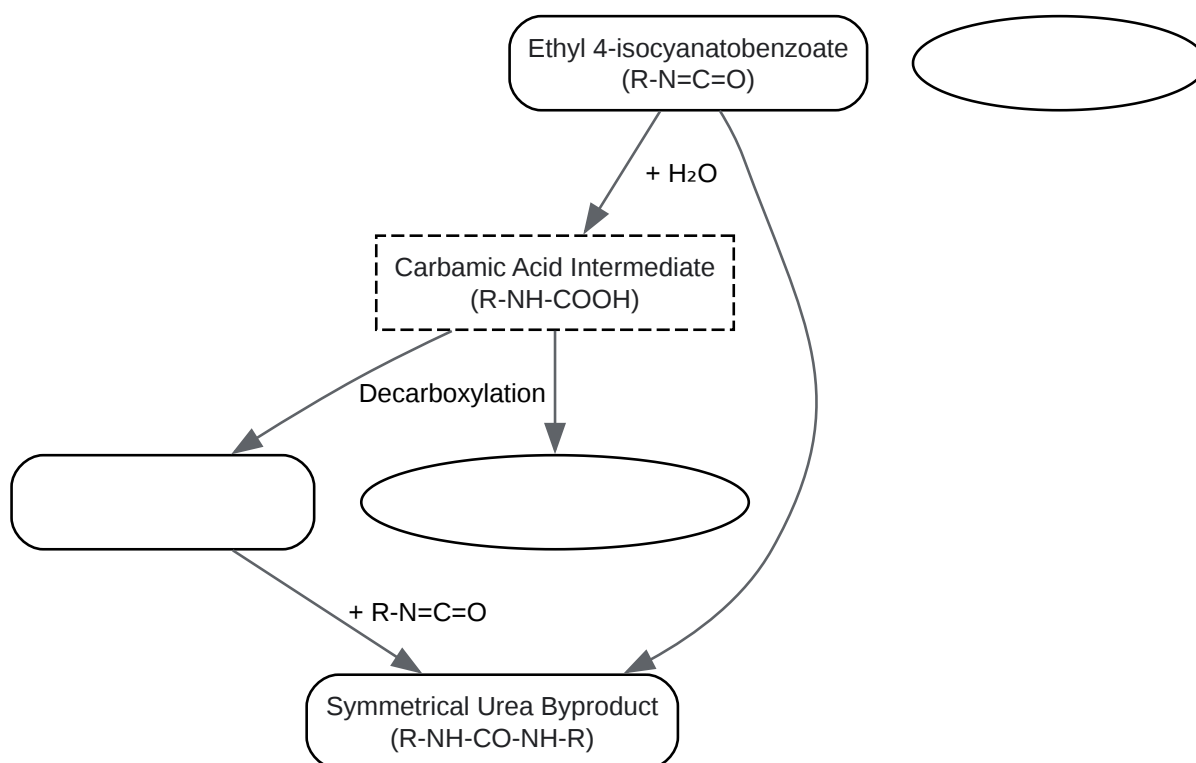 Ethyl 4-isocyanatobenzoate
(R-N=C=O)
+ H₂O
Carbamic Acid Intermediate
(R-NH-COOH)
Decarboxylation
+ R-N=C=O
Symmetrical Urea Byproduct
(R-NH-CO-NH-R)